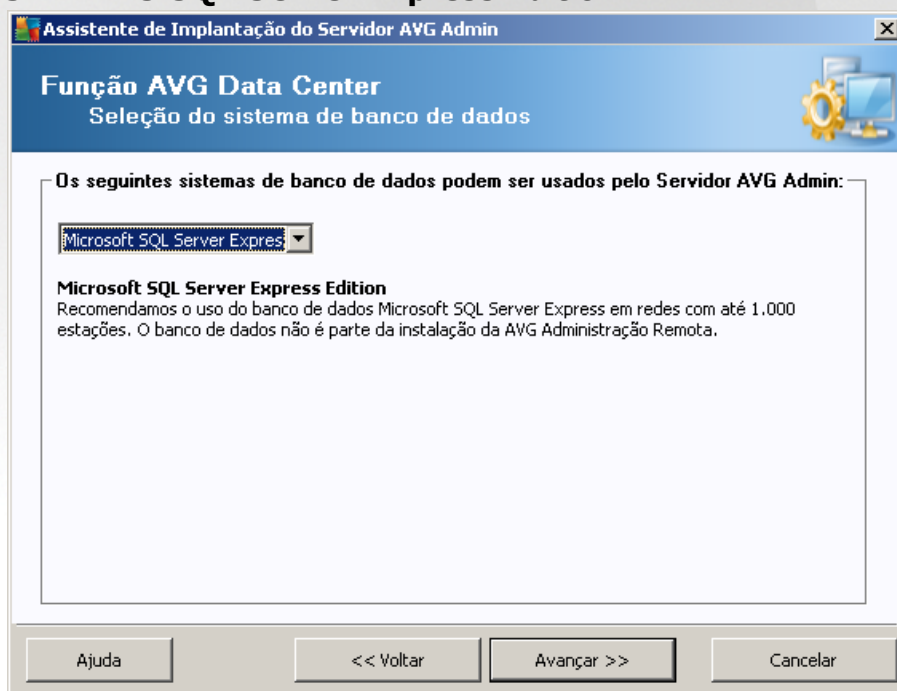 Assistente de Implantação do Servidor AVG Admin
Função AVG Data Center
Seleção do sistema de banco de dados
Os seguintes sistemas de banco de dados podem ser usados pelo Servidor AVG Admin:
Microsoft SQL Server Expres
Microsoft SQL Server Express Edition
Recomendamos o uso do banco de dados Microsoft SQL Server Express em redes com até 1.000
estações. O banco de dados não é parte da instalação da AVG Administração Remota.
Ajuda
<< Voltar
Avançar >>
Cancelar